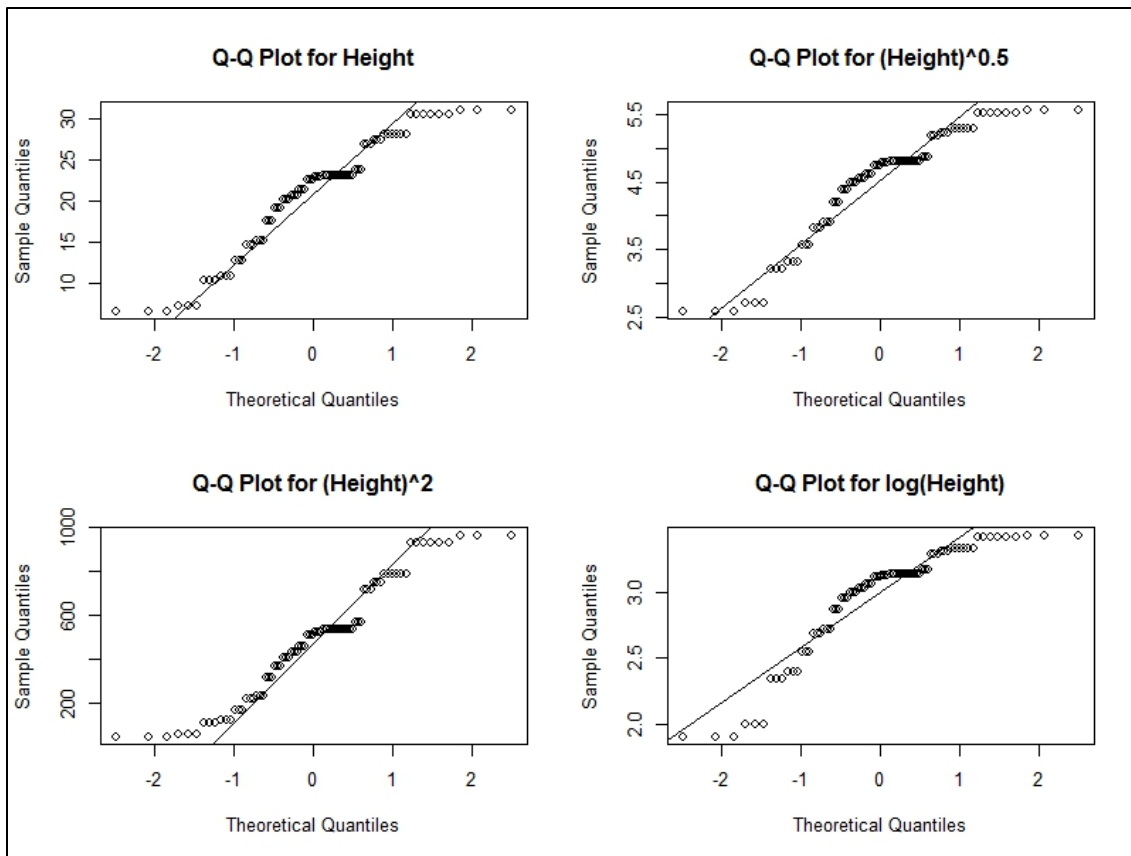 Q-Q Plot for Height
Sample Quantiles
30
25
20
15
10
-2 -1 0 1 2
Theoretical Quantiles
Q-Q Plot for (Height)^0.5
Sample Quantiles
5.5
4.5
3.5
2.5
-2 -1 0 1 2
Theoretical Quantiles
Q-Q Plot for (Height)^2
Sample Quantiles
1000
600
200
-2 -1 0 1 2
Theoretical Quantiles
Q-Q Plot for log(Height)
Sample Quantiles
3.0
2.5
2.0
-2 -1 0 1 2
Theoretical Quantiles